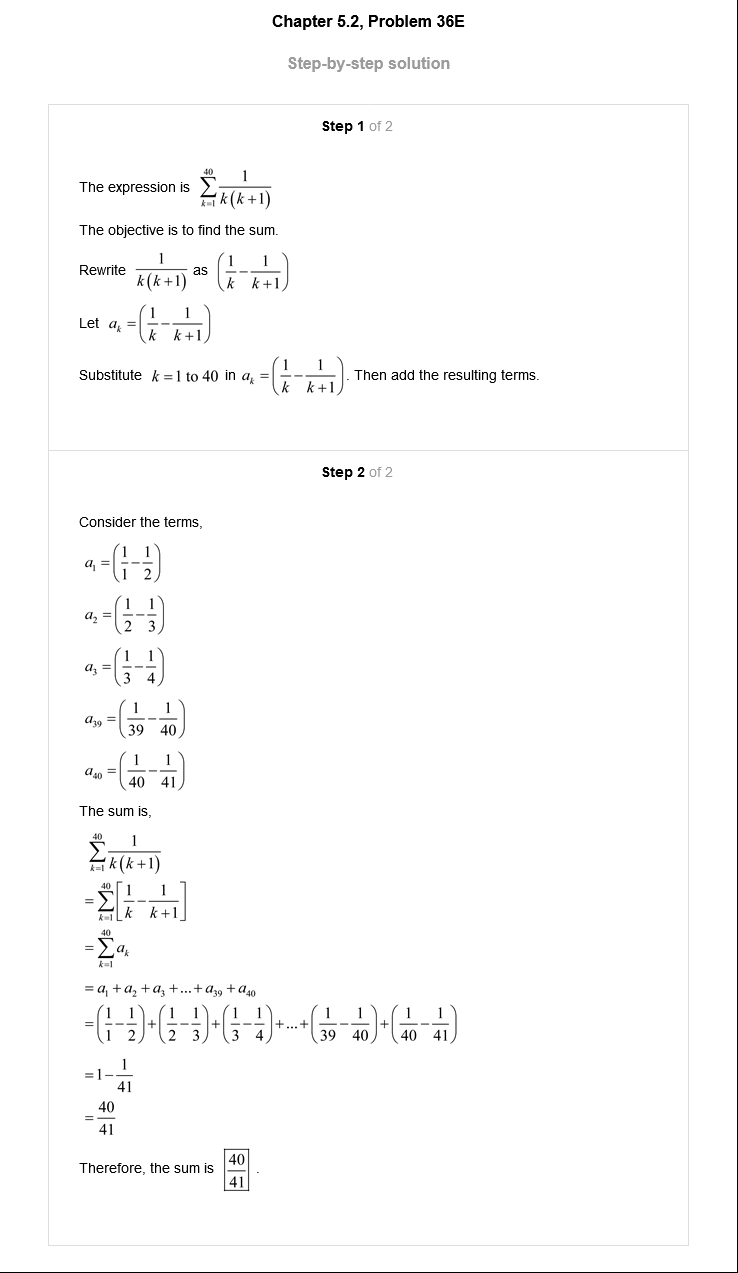 Chapter 5.2, Problem 36E
Step-by-step solution
Step 1 of 2
The expression is $\sum_{k=1}^{40} \frac{1}{k(k+1)}$
The objective is to find the sum.
Rewrite $\frac{1}{k(k+1)}$ as $\left(\frac{1}{k}-\frac{1}{k+1}\right)$
Let $a_k = \left(\frac{1}{k}-\frac{1}{k+1}\right)$
Substitute $k = 1 \text{ to } 40$ in $a_k = \left(\frac{1}{k}-\frac{1}{k+1}\right)$. Then add the resulting terms.
Step 2 of 2
Consider the terms,
$a_1 = \left(\frac{1}{1}-\frac{1}{2}\right)$
$a_2 = \left(\frac{1}{2}-\frac{1}{3}\right)$
$a_3 = \left(\frac{1}{3}-\frac{1}{4}\right)$
$a_{39} = \left(\frac{1}{39}-\frac{1}{40}\right)$
$a_{40} = \left(\frac{1}{40}-\frac{1}{41}\right)$
The sum is,
$\sum_{k=1}^{40} \frac{1}{k(k+1)}$
$= \sum_{k=1}^{40} \left[\frac{1}{k}-\frac{1}{k+1}\right]$
$= \sum_{k=1}^{40} a_k$
$= a_1 + a_2 + a_3 + ... + a_{39} + a_{40}$
$= \left(\frac{1}{1}-\frac{1}{2}\right)+\left(\frac{1}{2}-\frac{1}{3}\right)+\left(\frac{1}{3}-\frac{1}{4}\right)+...+\left(\frac{1}{39}-\frac{1}{40}\right)+\left(\frac{1}{40}-\frac{1}{41}\right)$
$= 1-\frac{1}{41}$
$= \frac{40}{41}$
Therefore, the sum is $\boxed{\frac{40}{41}}$ .